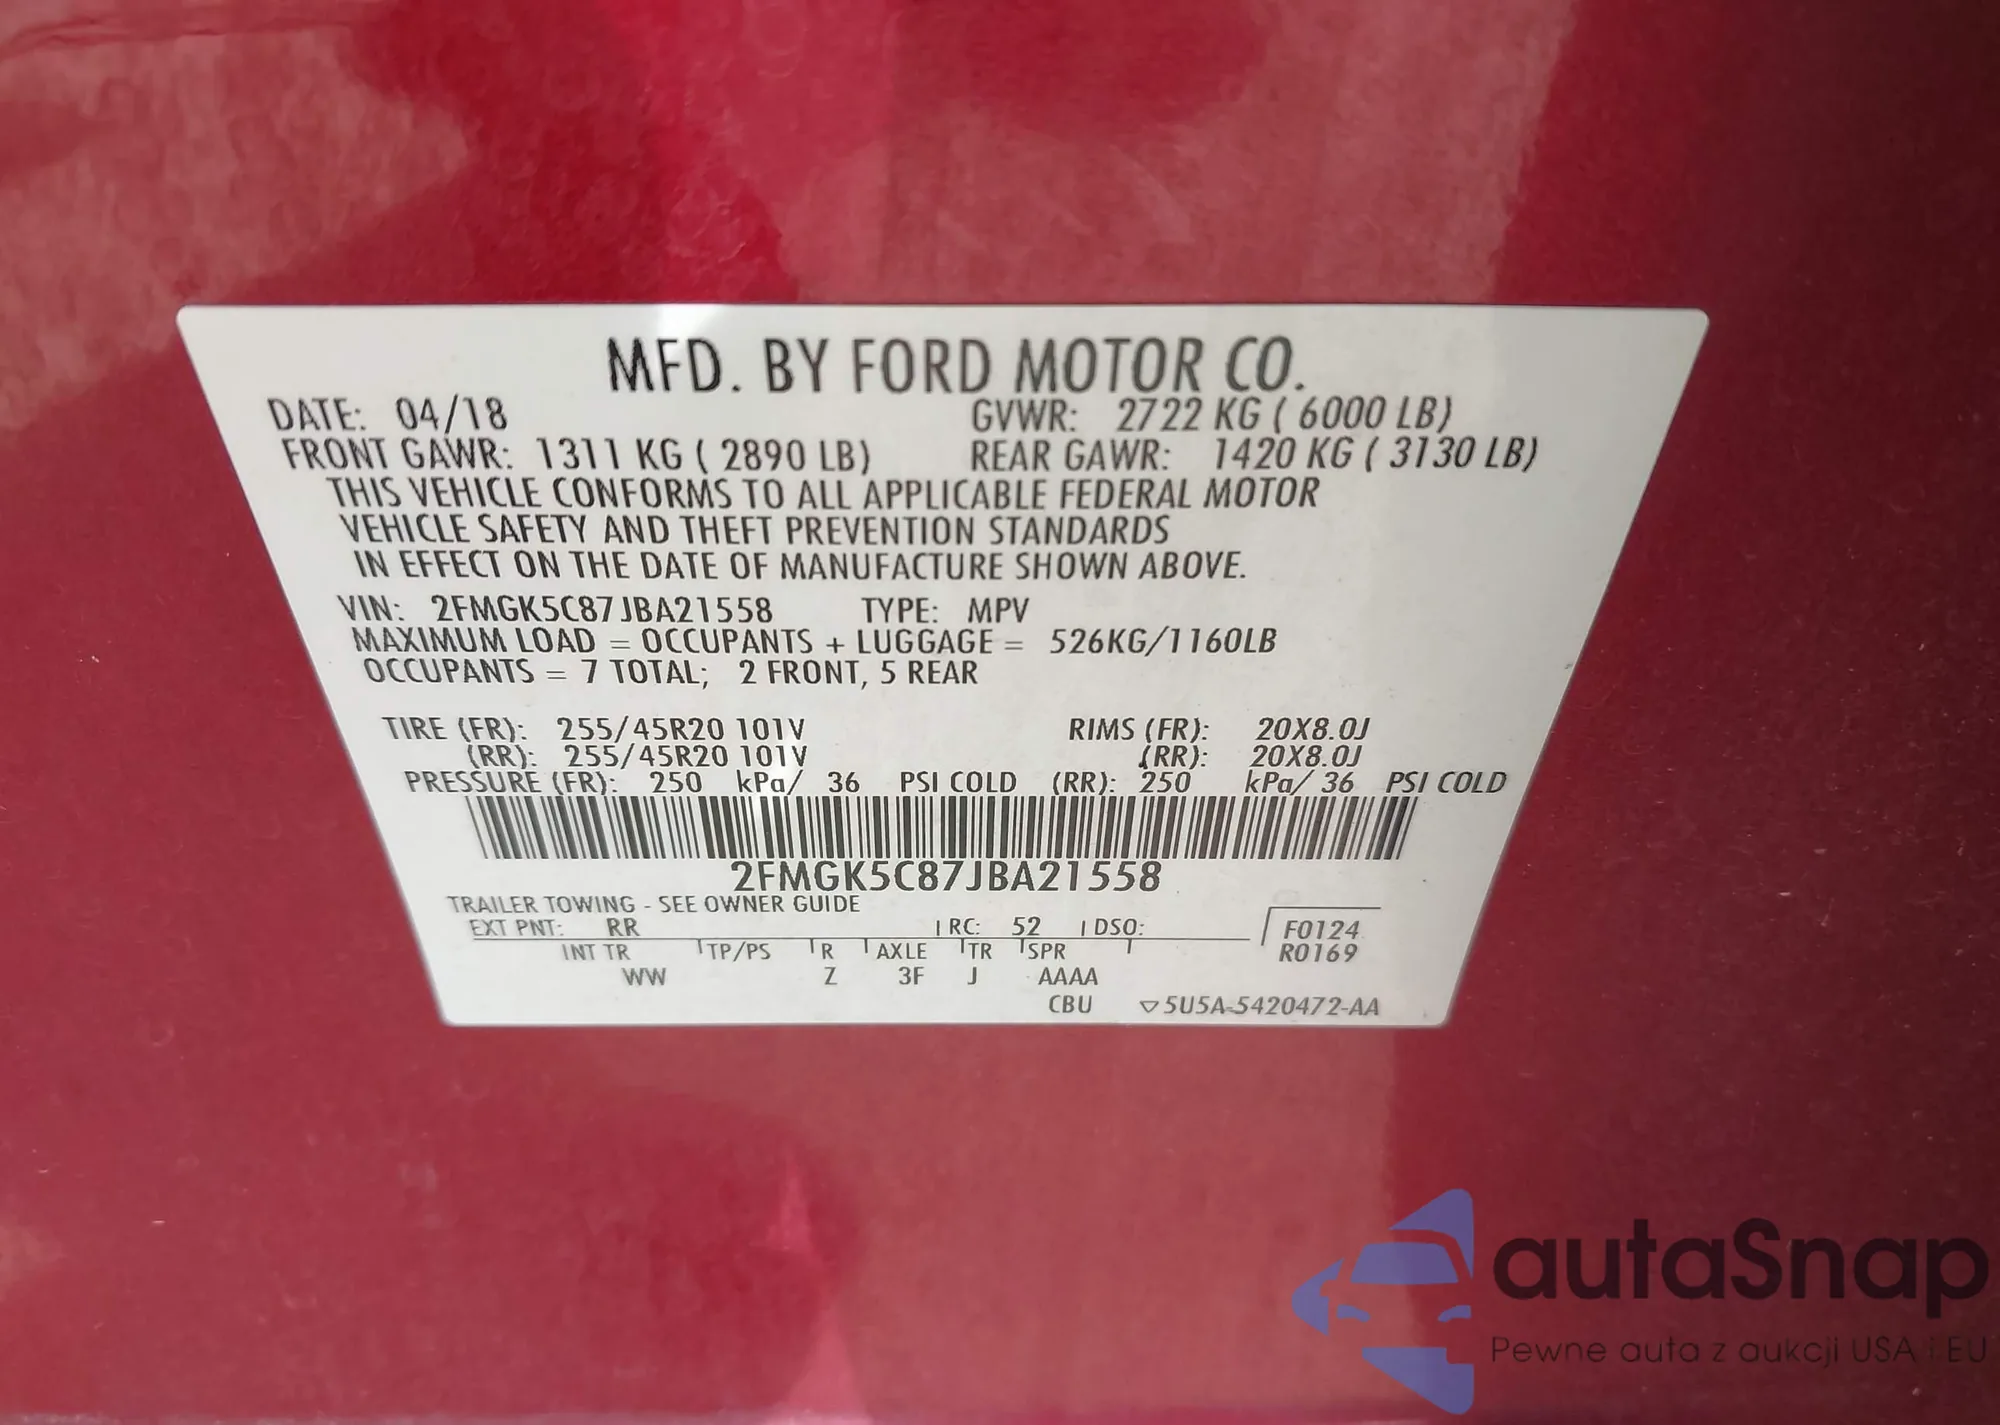 MFD. BY FORD MOTOR CO.
DATE: 04/18 GVWR: 2722 KG ( 6000 LB)
FRONT GAWR: 1311 KG ( 2890 LB) REAR GAWR: 1420 KG ( 3130 LB)
THIS VEHICLE CONFORMS TO ALL APPLICABLE FEDERAL MOTOR
VEHICLE SAFETY AND THEFT PREVENTION STANDARDS
IN EFFECT ON THE DATE OF MANUFACTURE SHOWN ABOVE.
VIN: 2FMGK5C87JBA21558 TYPE: MPV
MAXIMUM LOAD = OCCUPANTS + LUGGAGE = 526KG/1160LB
OCCUPANTS = 7 TOTAL; 2 FRONT, 5 REAR
TIRE (FR): 255/45R20 101V RIMS (FR): 20X8.0J
(RR): 255/45R20 101V (RR): 20X8.0J
PRESSURE (FR): 250 kPa/ 36 PSI COLD (RR): 250 kPa/ 36 PSI COLD
2FMGK5C87JBA21558
TRAILER TOWING - SEE OWNER GUIDE
EXT PNT: RR RC: 52 DSO: F0124
INT TR TP/PS R AXLE TR SPR R0169
WW Z 3F J AAAA
CBU ▽5U5A-5420472-AA
autaSnap
Pewne auta z aukcji USA i EU